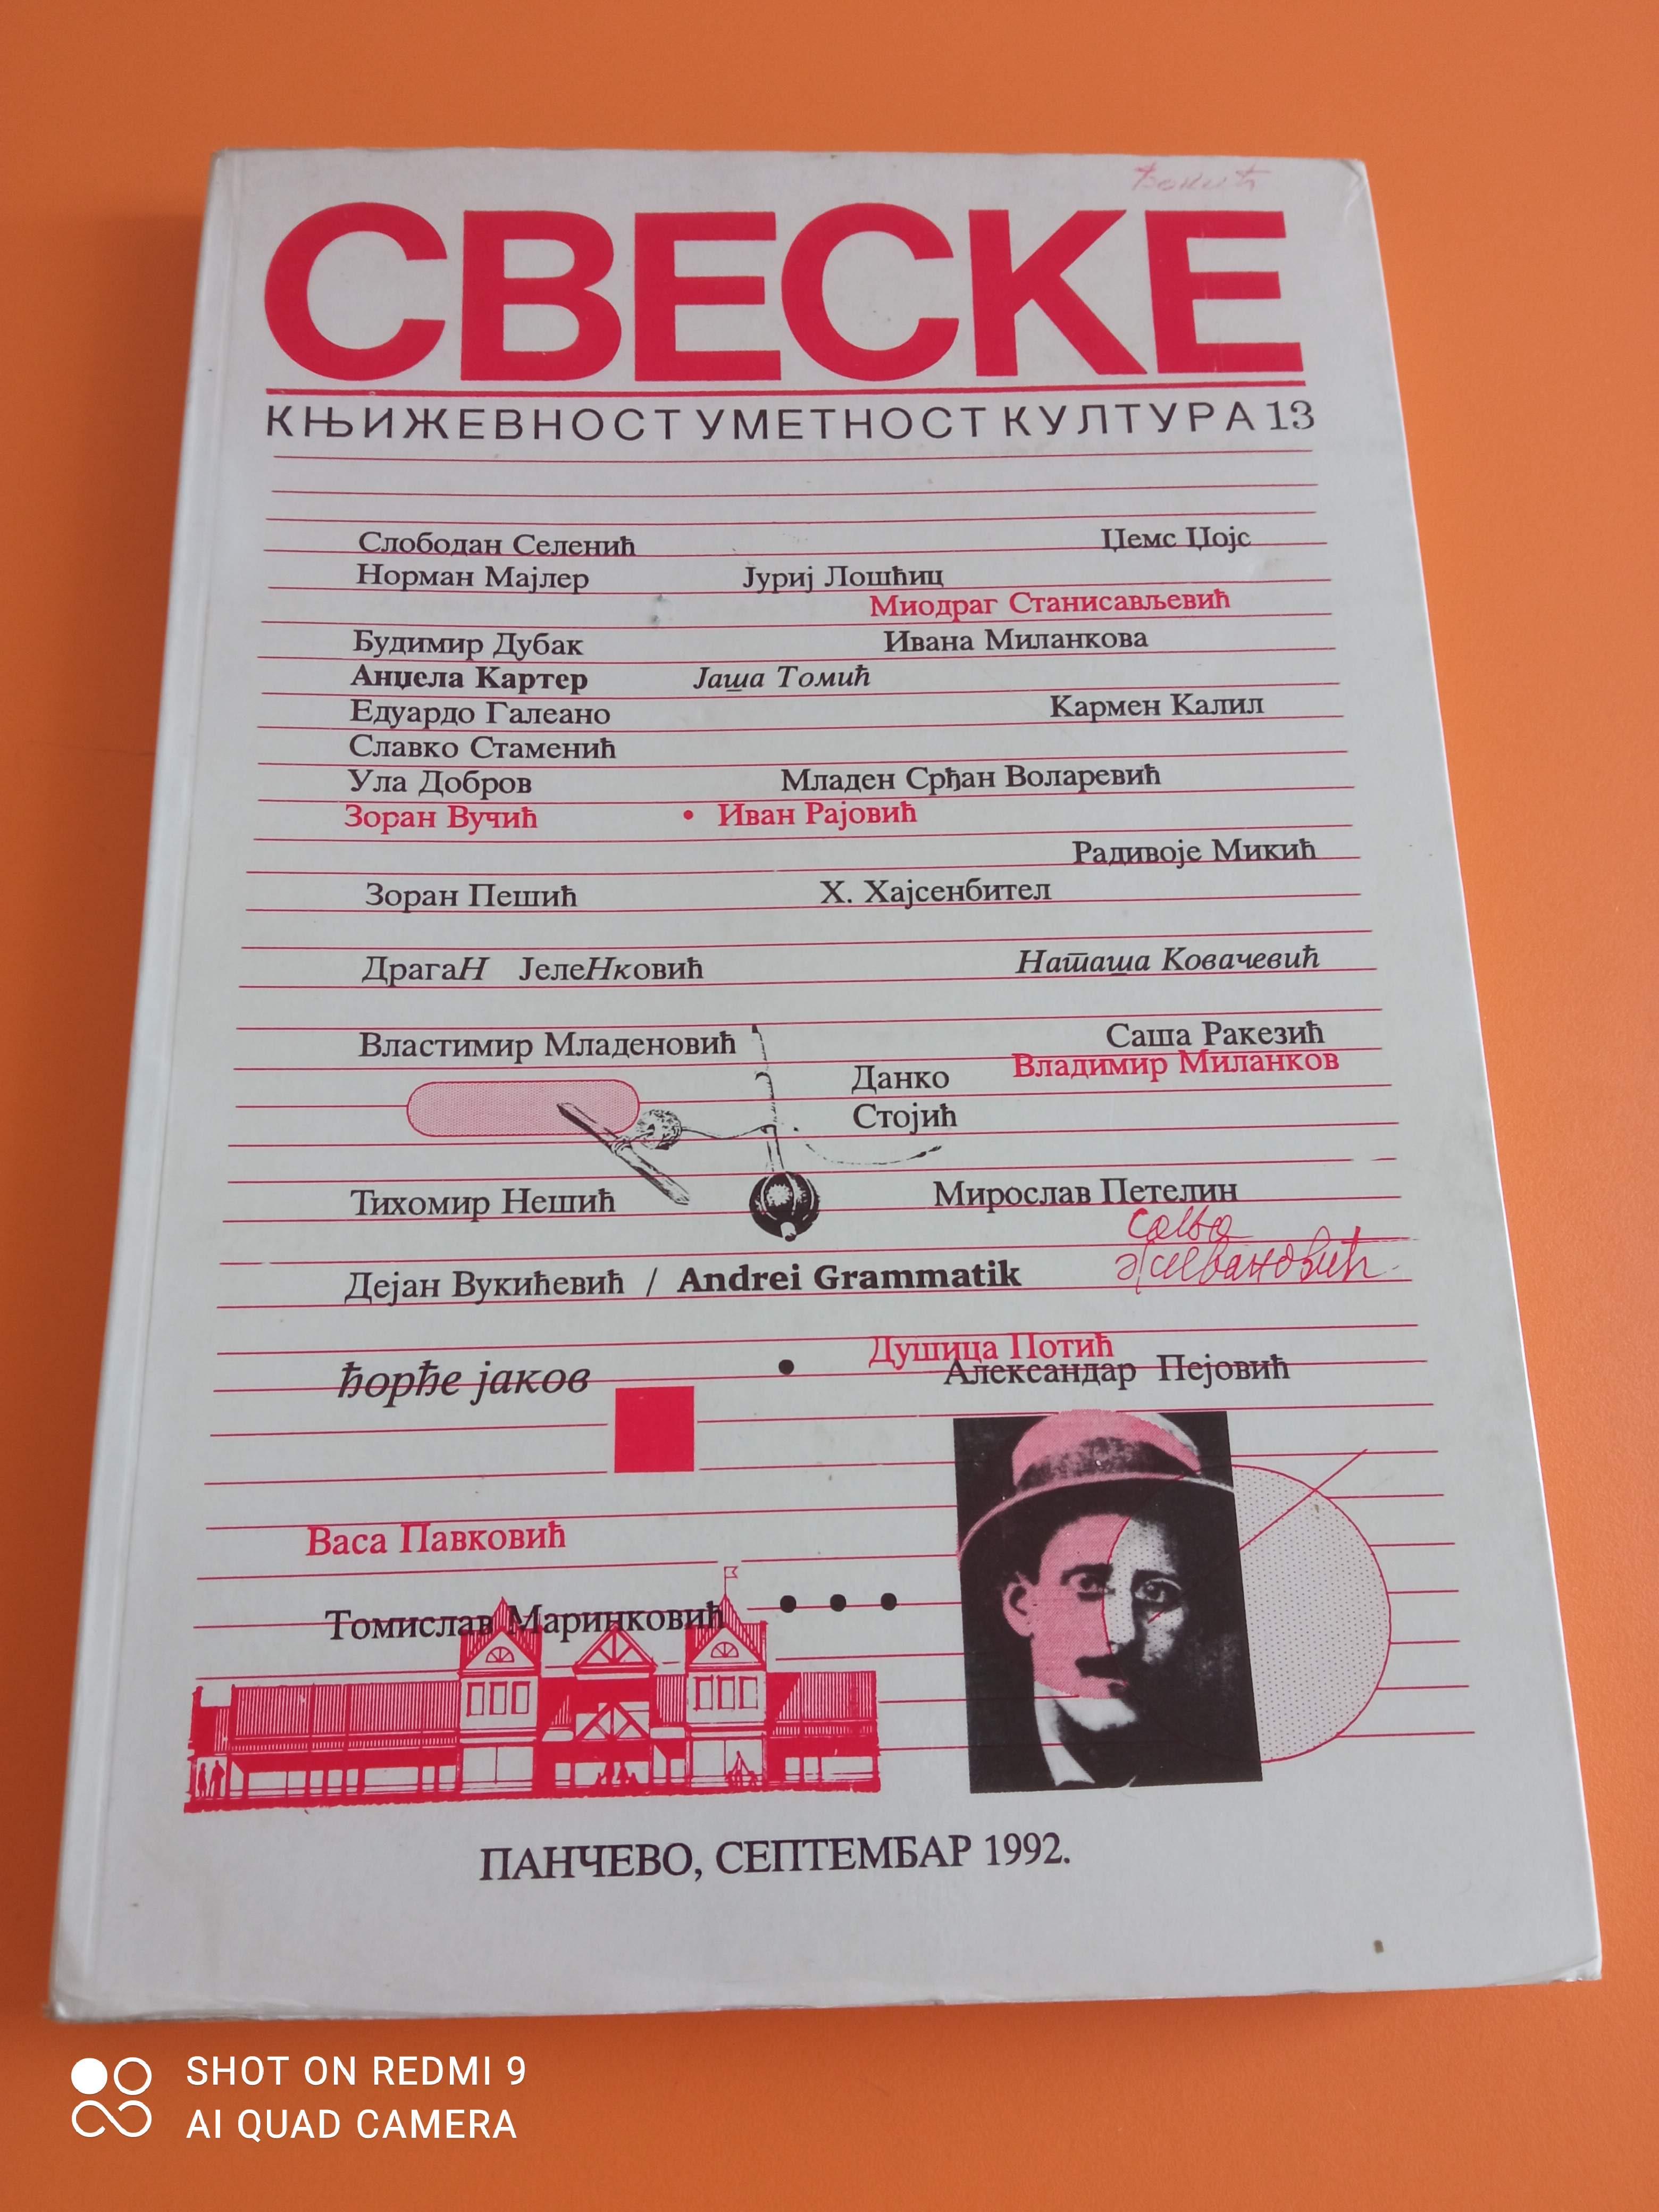 Ђокић
СВЕСКЕ
КЊИЖЕВНОСТ УМЕТНОСТ КУЛТУРА 13
Слободан Селенић Џемс Џојс
Норман Мајлер Јуриј Лошћиц
Миодраг Станисављевић
Будимир Дубак Ивана Миланкова
Анџела Картер Јаша Томић
Едуардо Галеано Кармен Калил
Славко Стаменић
Ула Добров Младен Срђан Воларевић
Зоран Вучић • Иван Рајовић
Радивоје Микић
Зоран Пешић Х. Хајсенбител
ДрагаН ЈелеНковић Наташа Ковачевић
Властимир Младеновић Саша Ракезић
Данко Владимир Миланков
Стојић
Тихомир Нешић Мирослав Петелин
Сава
Живановић
Дејан Вукићевић / Andrei Grammatik
Душица Потић
ђорђе јаков • Александар Пејовић
Васа Павковић
Томислав Маринковић • • •
ПАНЧЕВО, СЕПТЕМБАР 1992.
SHOT ON REDMI 9
AI QUAD CAMERA